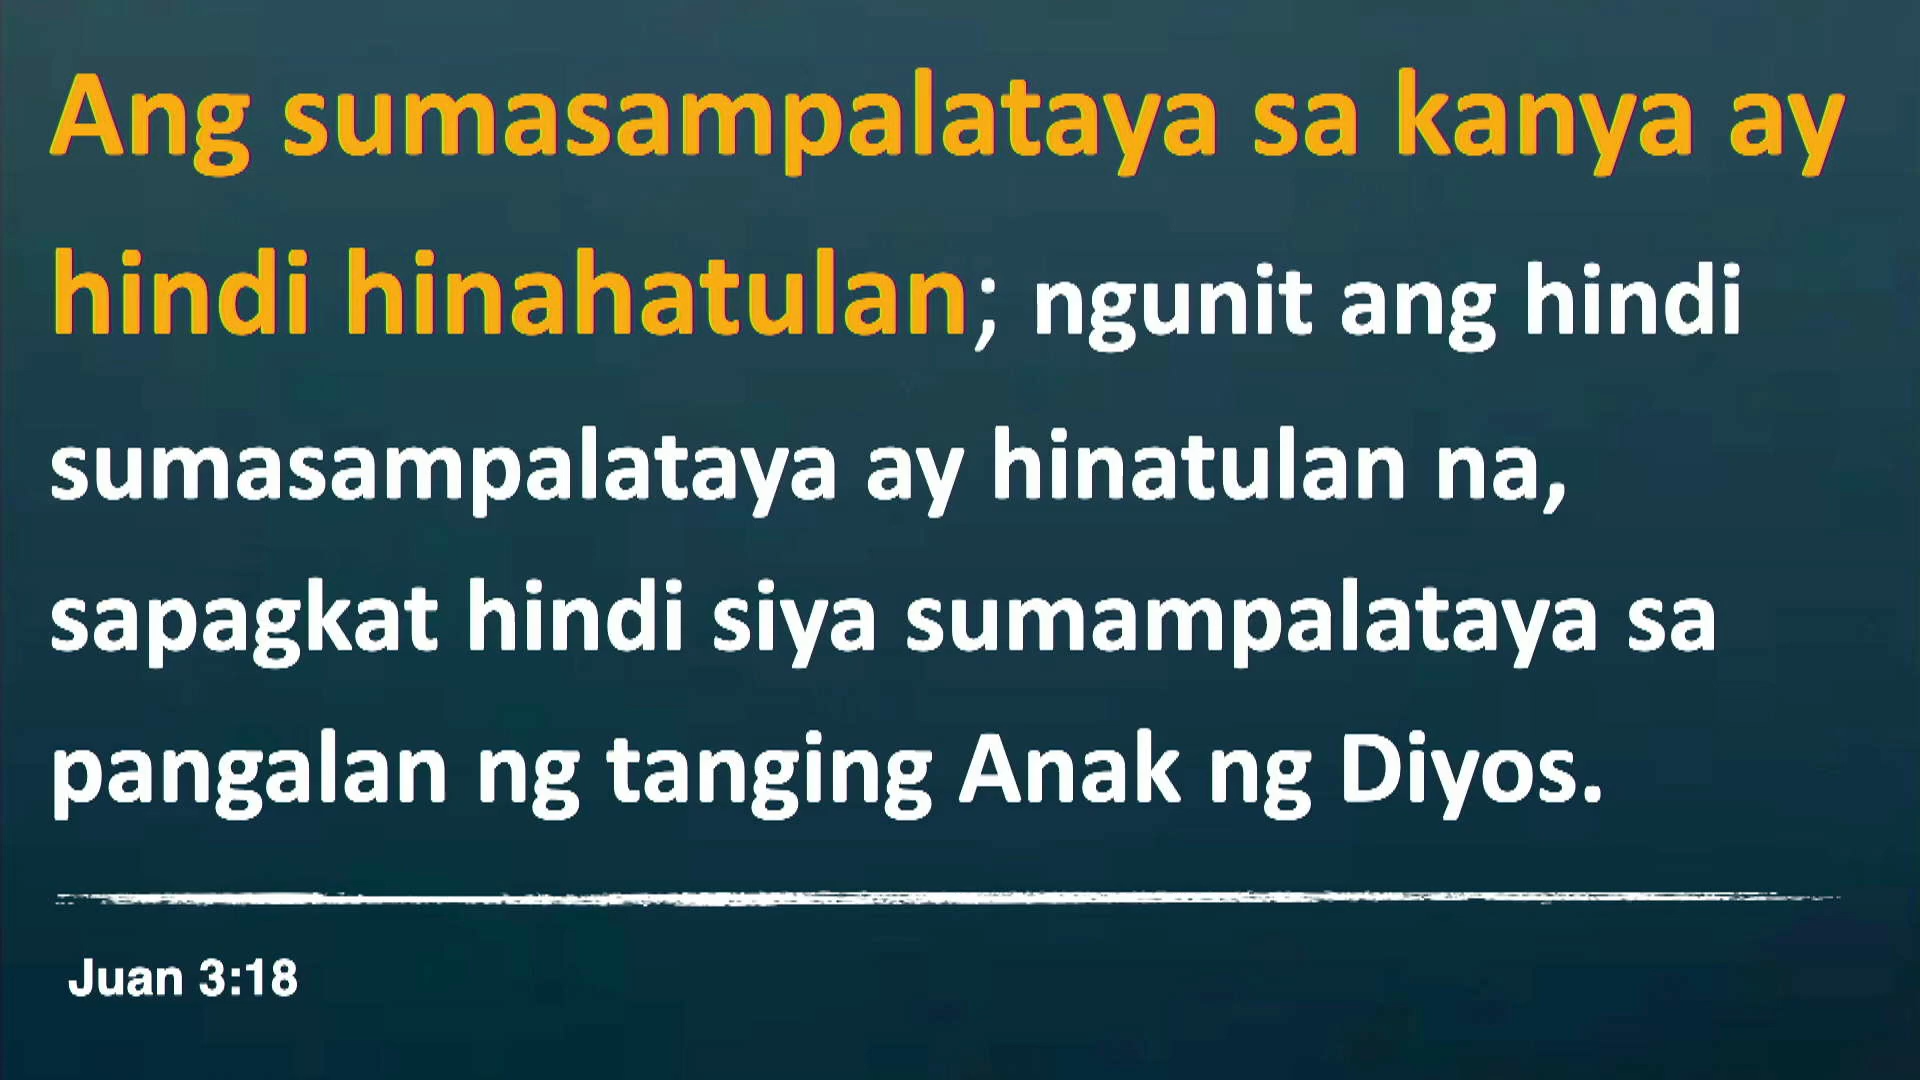 Ang sumasampalataya sa kanya ay
hindi hinahatulan; ngunit ang hindi
sumasampalataya ay hinatulan na,
sapagkat hindi siya sumampalataya sa
pangalan ng tanging Anak ng Diyos.
Juan 3:18